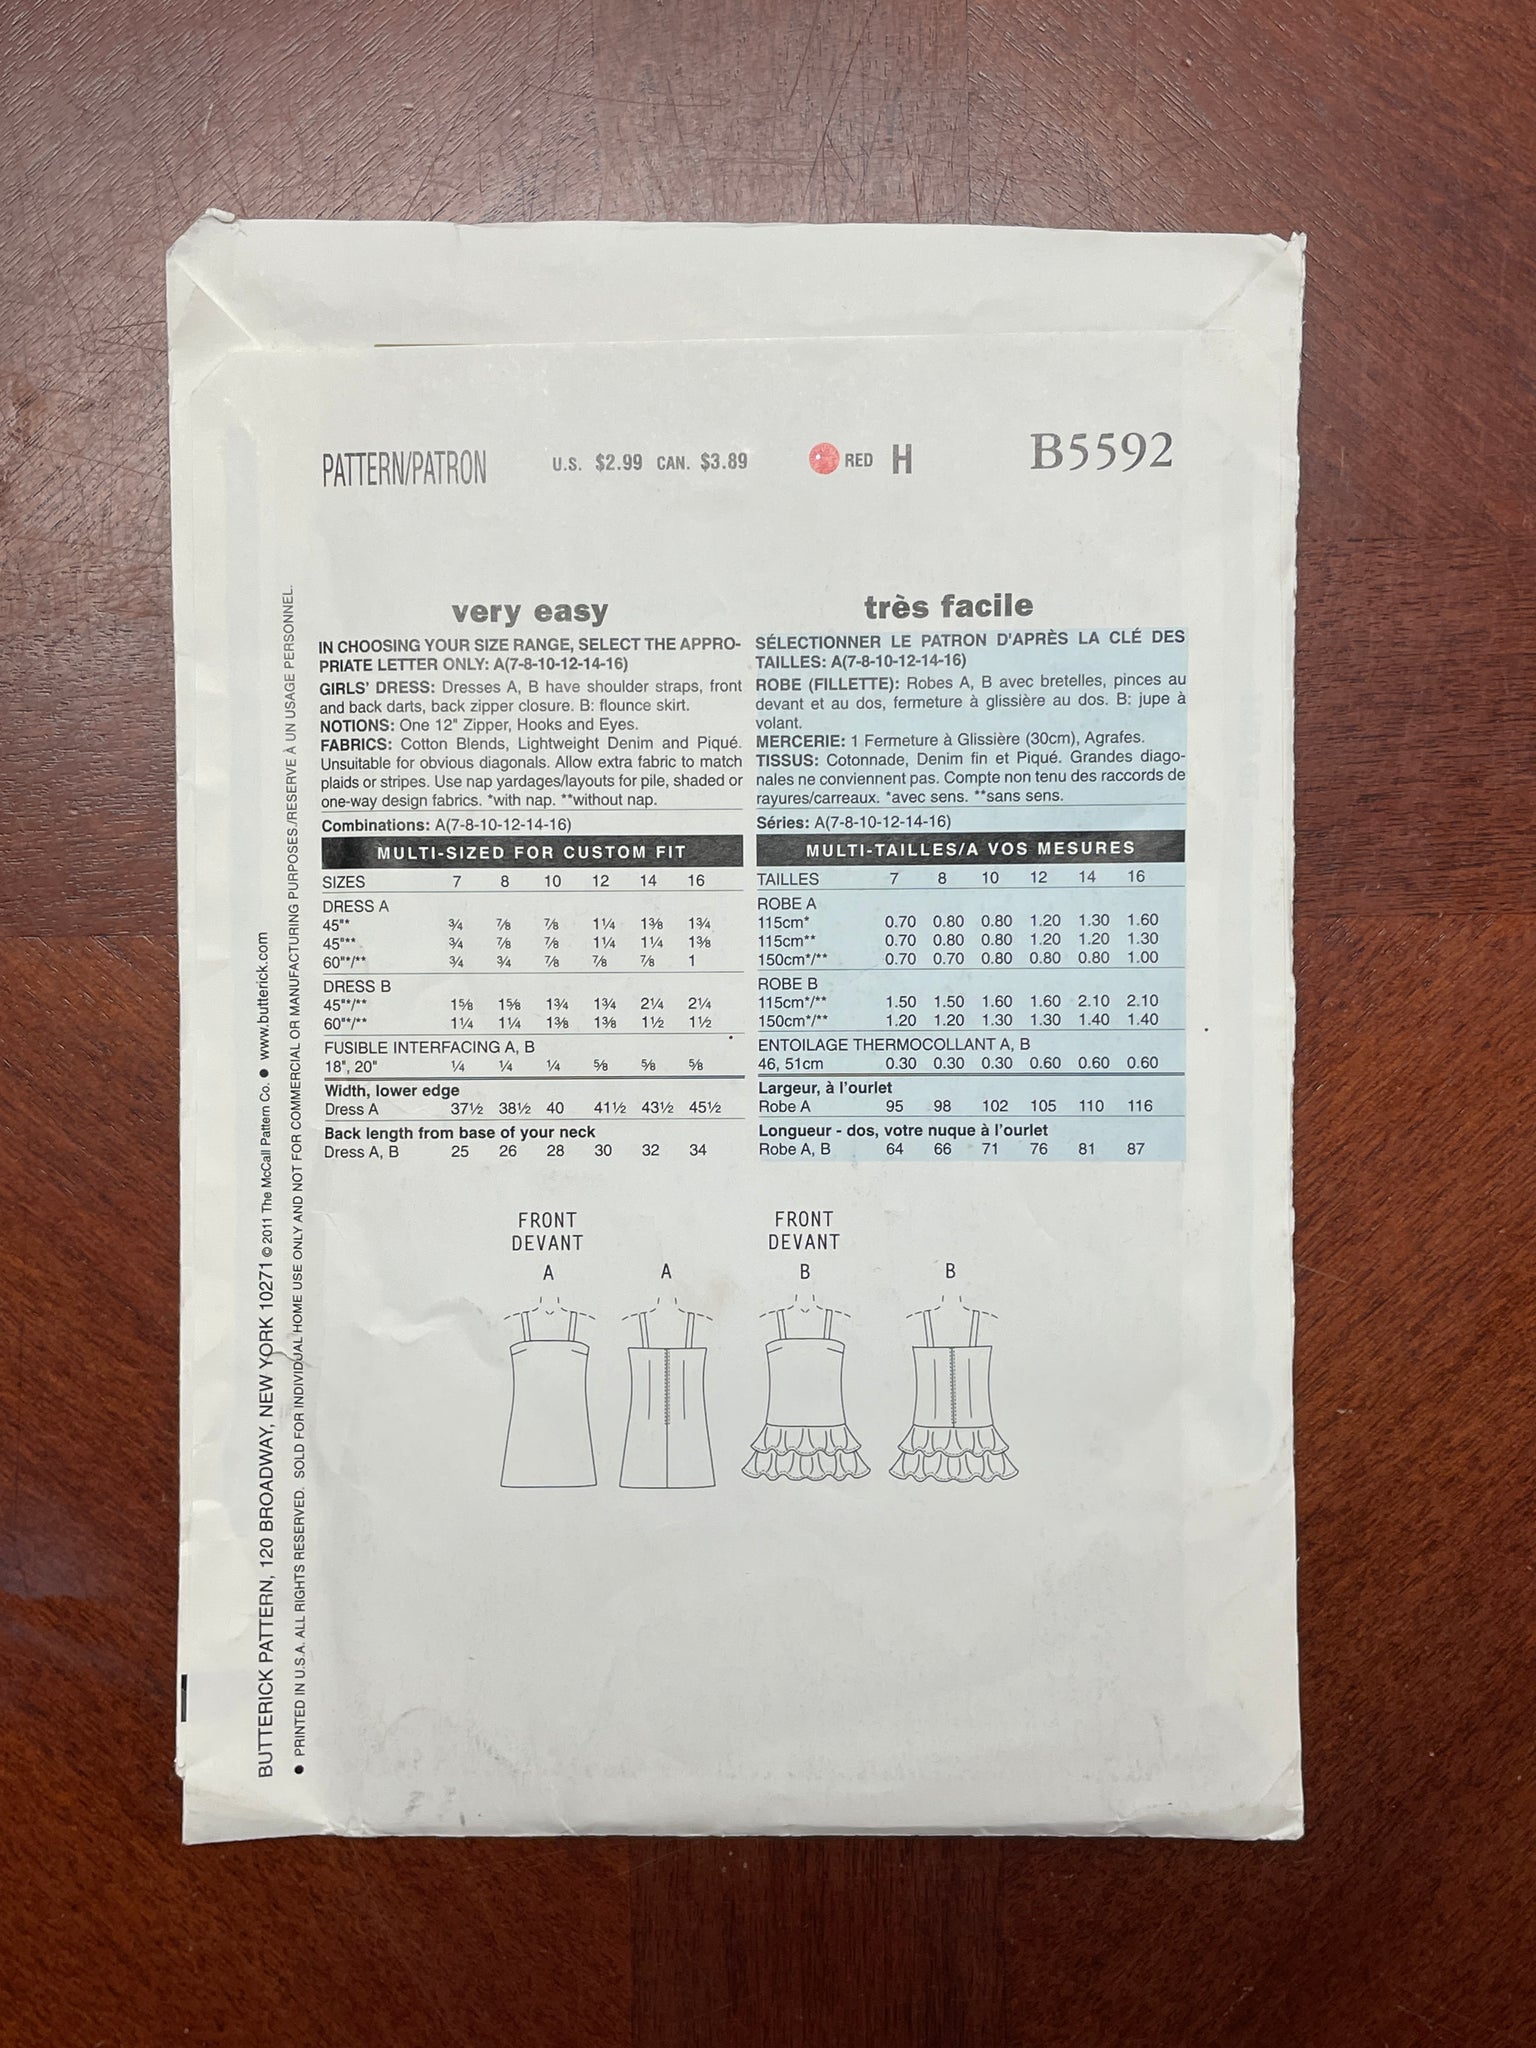 PATTERN/PATRON U.S. $2.99 CAN. $3.89 RED H B5592
very easy
IN CHOOSING YOUR SIZE RANGE, SELECT THE APPRO-
PRIATE LETTER ONLY: A(7-8-10-12-14-16)
GIRLS' DRESS: Dresses A, B have shoulder straps, front
and back darts, back zipper closure. B: flounce skirt.
NOTIONS: One 12" Zipper, Hooks and Eyes.
FABRICS: Cotton Blends, Lightweight Denim and Piqué.
Unsuitable for obvious diagonals. Allow extra fabric to match
plaids or stripes. Use nap yardages/layouts for pile, shaded or
one-way design fabrics. *with nap. **without nap.
Combinations: A(7-8-10-12-14-16)
MULTI-SIZED FOR CUSTOM FIT
SIZES 7 8 10 12 14 16
DRESS A
45"* ¾ ⅞ ⅞ 1¼ 1⅜ 1¾
45"** ¾ ⅞ ⅞ 1¼ 1¼ 1⅜
60"*/** ¾ ¾ ⅞ ⅞ ⅞ 1
DRESS B
45"*/** 1⅝ 1⅝ 1¾ 1¾ 2¼ 2¼
60"*/** 1¼ 1¼ 1⅜ 1⅜ 1½ 1½
FUSIBLE INTERFACING A, B
18", 20" ¼ ¼ ¼ ⅝ ⅝ ⅝
Width, lower edge
Dress A 37½ 38½ 40 41½ 43½ 45½
Back length from base of your neck
Dress A, B 25 26 28 30 32 34
très facile
SÉLECTIONNER LE PATRON D'APRÈS LA CLÉ DES
TAILLES: A(7-8-10-12-14-16)
ROBE (FILLETTE): Robes A, B avec bretelles, pinces au
devant et au dos, fermeture à glissière au dos. B: jupe à
volant.
MERCERIE: 1 Fermeture à Glissière (30cm), Agrafes.
TISSUS: Cotonnade, Denim fin et Piqué. Grandes diago-
nales ne conviennent pas. Compte non tenu des raccords de
rayures/carreaux. *avec sens. **sans sens.
Séries: A(7-8-10-12-14-16)
MULTI-TAILLES/A VOS MESURES
TAILLES 7 8 10 12 14 16
ROBE A
115cm* 0.70 0.80 0.80 1.20 1.30 1.60
115cm** 0.70 0.80 0.80 1.20 1.20 1.30
150cm*/** 0.70 0.70 0.80 0.80 0.80 1.00
ROBE B
115cm*/** 1.50 1.50 1.60 1.60 2.10 2.10
150cm*/** 1.20 1.20 1.30 1.30 1.40 1.40
ENTOILAGE THERMOCOLLANT A, B
46, 51cm 0.30 0.30 0.30 0.60 0.60 0.60
Largeur, à l'ourlet
Robe A 95 98 102 105 110 116
Longueur - dos, votre nuque à l'ourlet
Robe A, B 64 66 71 76 81 87
FRONT
DEVANT
A
A
FRONT
DEVANT
B
B
BUTTERICK PATTERN, 120 BROADWAY, NEW YORK 10271 © 2011 The McCall Pattern Co. ● www.butterick.com
● PRINTED IN U.S.A. ALL RIGHTS RESERVED. SOLD FOR INDIVIDUAL HOME USE ONLY AND NOT FOR COMMERCIAL OR MANUFACTURING PURPOSES./RESERVE À UN USAGE PERSONNEL.